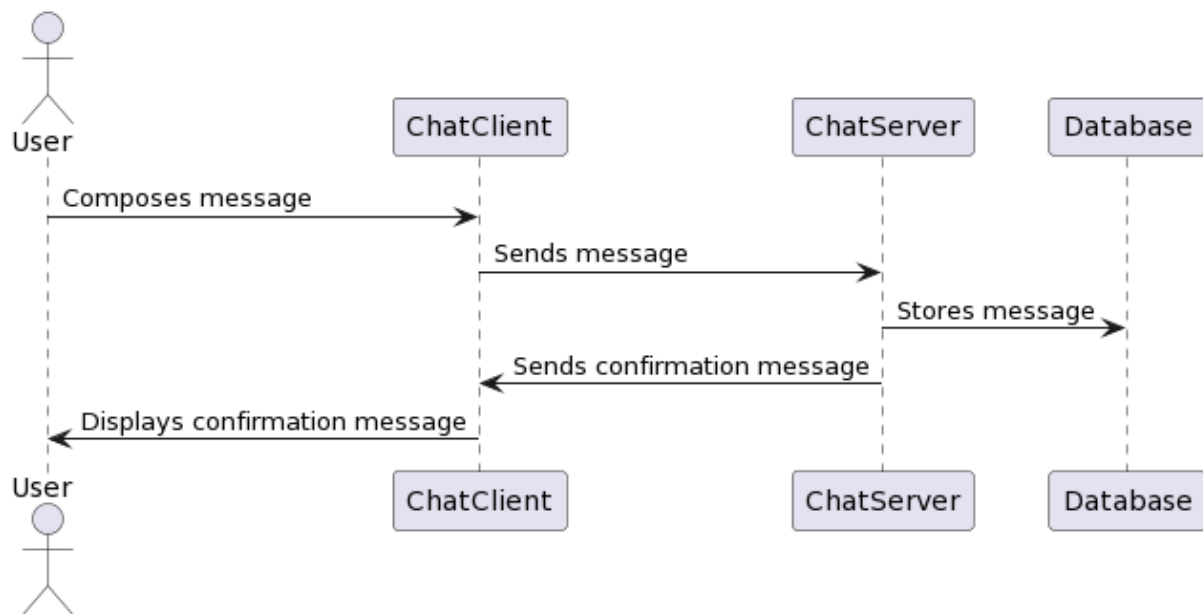 User
ChatClient
ChatServer
Database
Composes message
Sends message
Stores message
Sends confirmation message
Displays confirmation message
User
ChatClient
ChatServer
Database